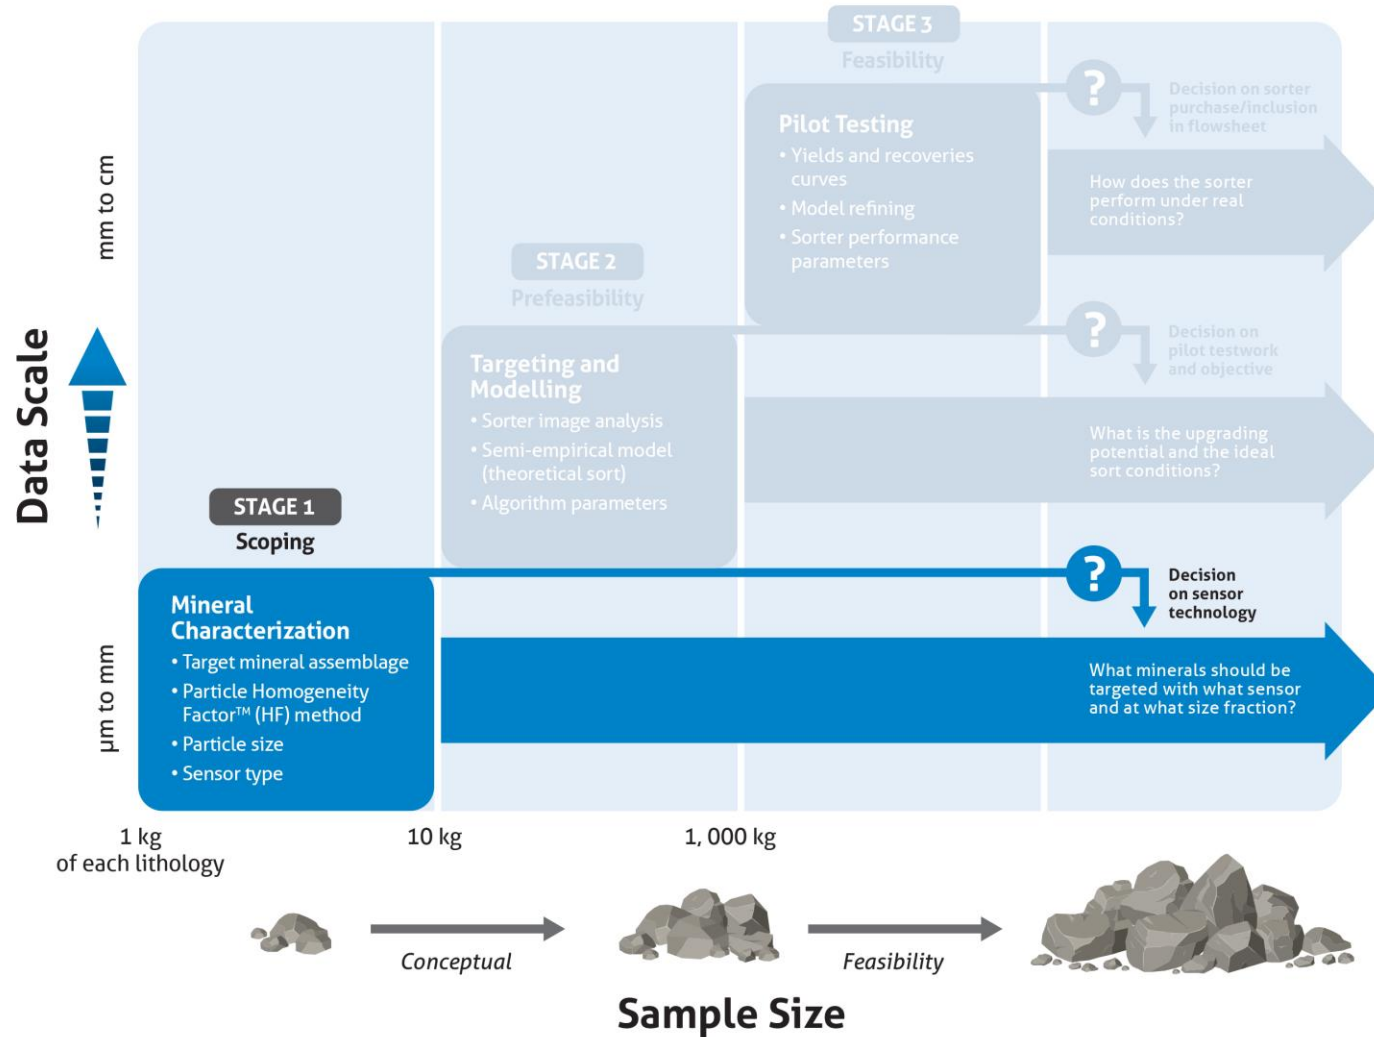 STAGE 3
Feasibility
Pilot Testing
• Yields and recoveries
curves
• Model refining
• Sorter performance
parameters
?
Decision on sorter
purchase/inclusion
in flowsheet
How does the sorter
perform under real
conditions?
mm to cm
STAGE 2
Prefeasibility
Targeting and
Modelling
• Sorter image analysis
• Semi-empirical model
(theoretical sort)
• Algorithm parameters
?
Decision on
pilot testwork
and objective
What is the upgrading
potential and the ideal
sort conditions?
Data Scale
STAGE 1
Scoping
Mineral
Characterization
• Target mineral assemblage
• Particle Homogeneity
Factor™ (HF) method
• Particle size
• Sensor type
?
Decision
on sensor
technology
What minerals should be
targeted with what sensor
and at what size fraction?
µm to mm
1 kg
of each lithology
10 kg
1, 000 kg
Conceptual
Feasibility
Sample Size